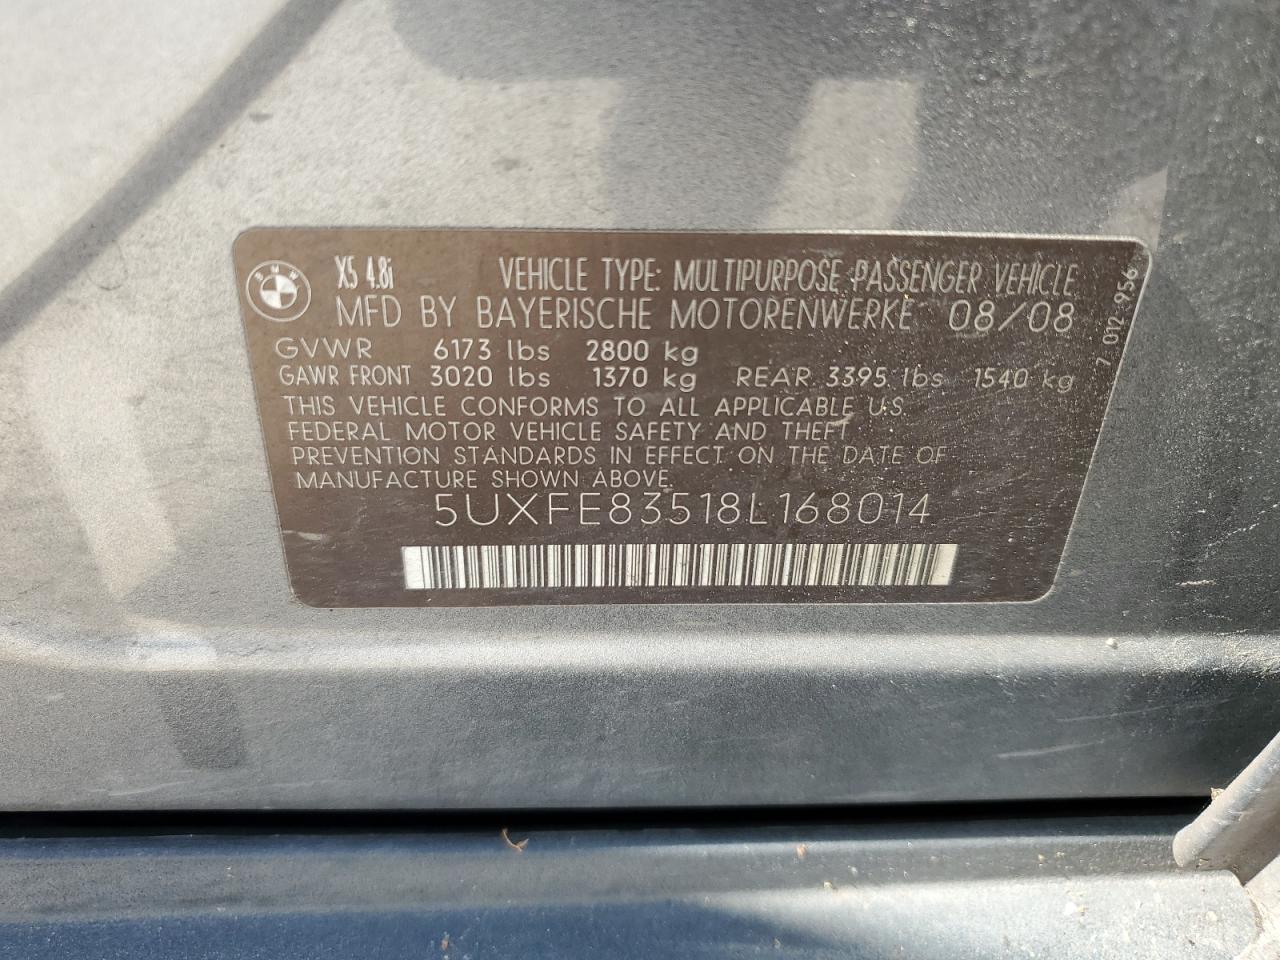 BMW
X5 4.8i VEHICLE TYPE: MULTIPURPOSE PASSENGER VEHICLE
MFD BY BAYERISCHE MOTORENWERKE 08/08
GVWR 6173 lbs 2800 kg
GAWR FRONT 3020 lbs 1370 kg REAR 3395 lbs 1540 kg
THIS VEHICLE CONFORMS TO ALL APPLICABLE U.S.
FEDERAL MOTOR VEHICLE SAFETY AND THEFT
PREVENTION STANDARDS IN EFFECT ON THE DATE OF
MANUFACTURE SHOWN ABOVE.
5UXFE83518L168014
7 012 956